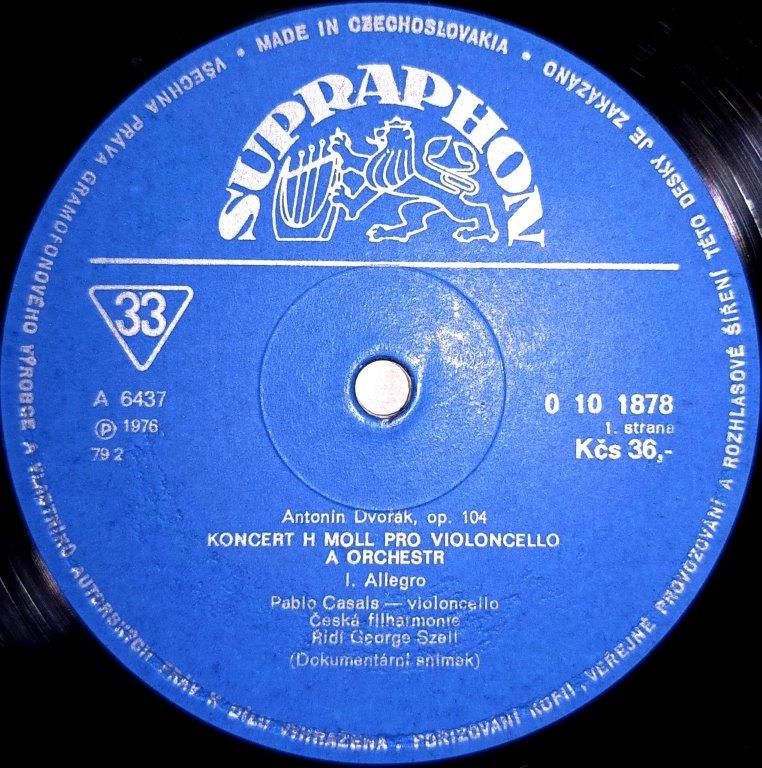 MADE IN CZECHOSLOVAKIA
SUPRAPHON
33
A 6437
℗ 1976
79 2
0 10 1878
1. strana
Kčs 36,-
Antonín Dvořák, op. 104
KONCERT H MOLL PRO VIOLONCELLO
A ORCHESTR
I. Allegro
Pablo Casals — violoncello
Česká filharmonie
Řídí George Szell
(Dokumentární snímek)
VŠECHNA PRÁVA GRAMOFONOVÉHO VÝROBCE A VLASTNÍKO AUTORSKÝCH PRÁV K DÍLU VYHRAŽENA. POŘIZOVÁNÍ KOPIÍ, VEŘEJNÉ PROVOZOVÁNÍ A ROZHLASOVÉ ŠÍŘENÍ TÉTO DESKY JE ZAKÁZÁNO